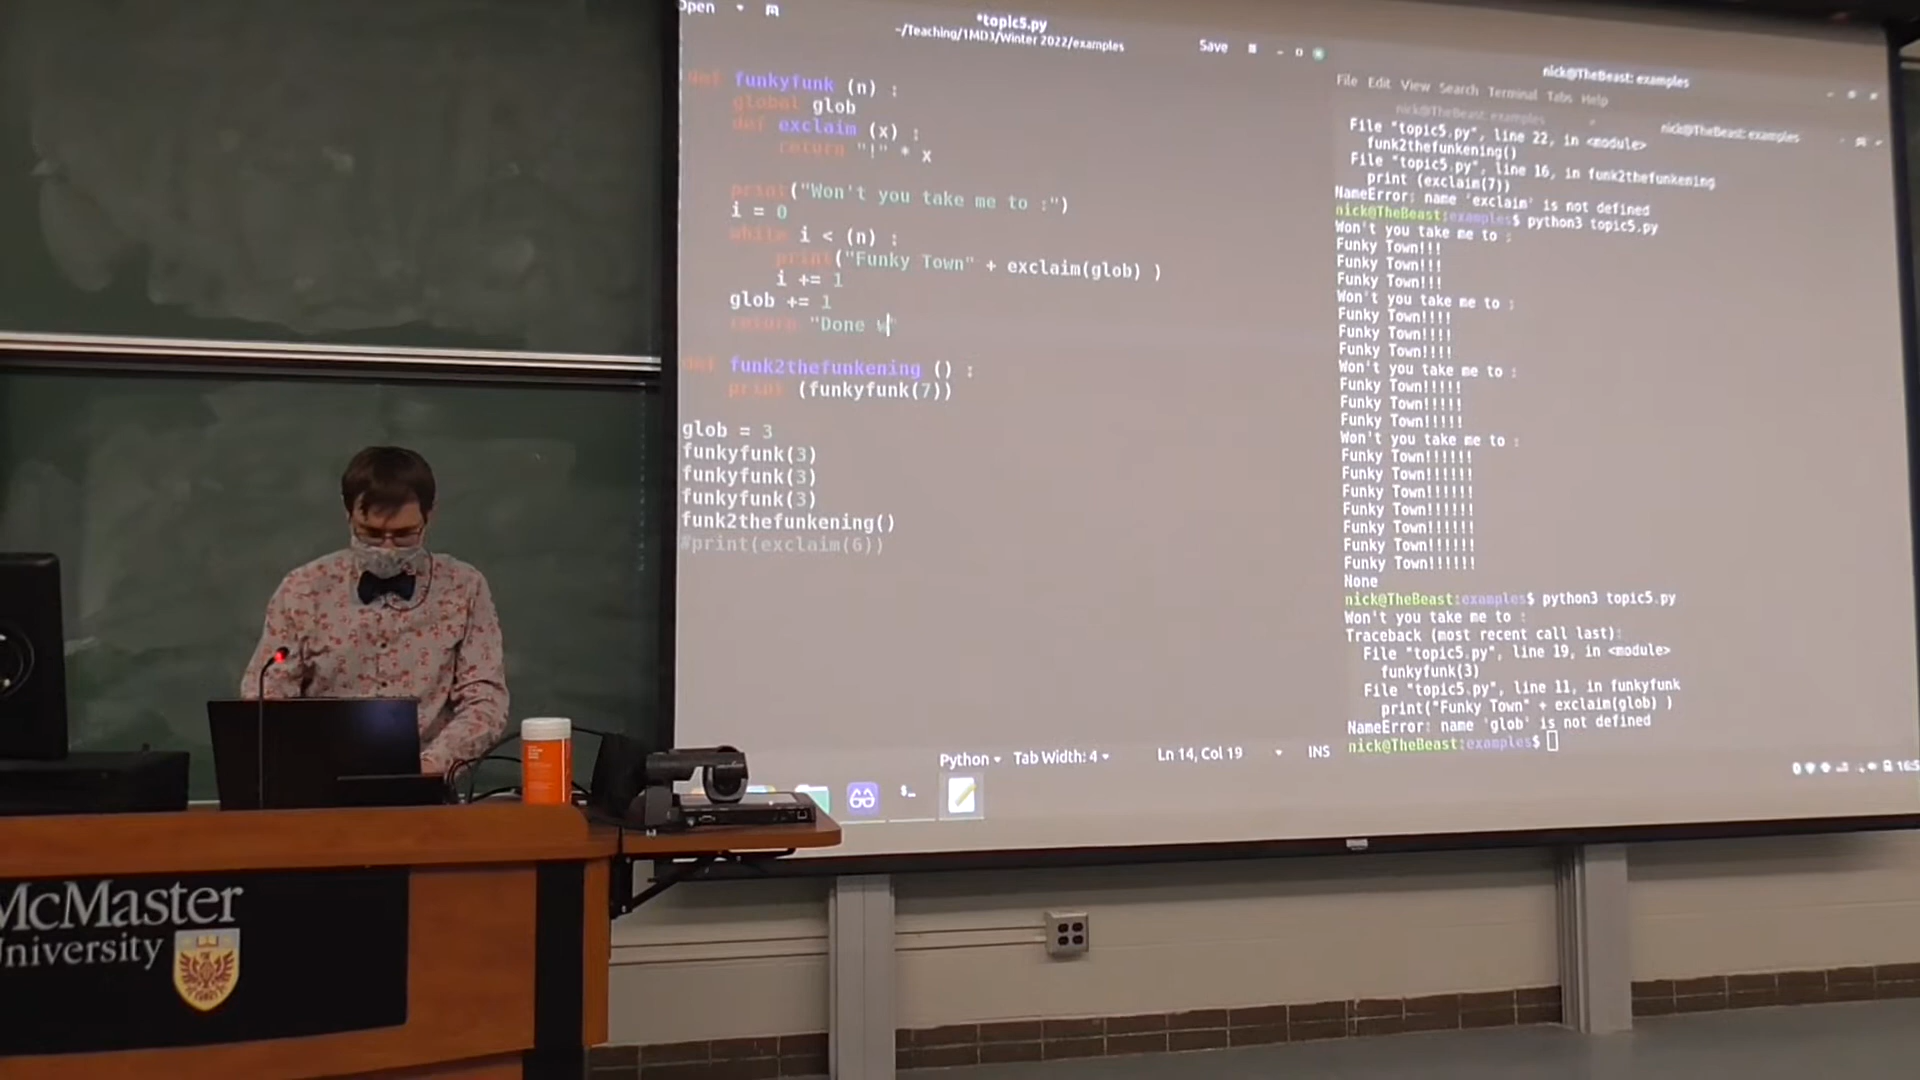 Open
*topic5.py
~/Teaching/1MD3/Winter 2022/examples
Save
def funkyfunk (n) :
global glob
def exclaim (x) :
return "!" * x
print("Won't you take me to :")
i = 0
while i < (n) :
print("Funky Town" + exclaim(glob) )
i += 1
glob += 1
return "Done W"
def funk2thefunkening () :
print (funkyfunk(7))
glob = 3
funkyfunk(3)
funkyfunk(3)
funkyfunk(3)
funk2thefunkening()
#print(exclaim(6))
Python
Tab Width: 4
Ln 14, Col 19
INS
nick@TheBeast: examples
File Edit View Search Terminal Tabs Help
nick@TheBeast: examples
nick@TheBeast: examples
File "topic5.py", line 22, in <module>
funk2thefunkening()
File "topic5.py", line 16, in funk2thefunkening
print (exclaim(7))
NameError: name 'exclaim' is not defined
nick@TheBeast:examples$ python3 topic5.py
Won't you take me to :
Funky Town!!!
Funky Town!!!
Funky Town!!!
Won't you take me to :
Funky Town!!!!
Funky Town!!!!
Funky Town!!!!
Won't you take me to :
Funky Town!!!!!
Funky Town!!!!!
Funky Town!!!!!
Won't you take me to :
Funky Town!!!!!!
Funky Town!!!!!!
Funky Town!!!!!!
Funky Town!!!!!!
Funky Town!!!!!!
Funky Town!!!!!!
Funky Town!!!!!!
None
nick@TheBeast:examples$ python3 topic5.py
Won't you take me to :
Traceback (most recent call last):
File "topic5.py", line 19, in <module>
funkyfunk(3)
File "topic5.py", line 11, in funkyfunk
print("Funky Town" + exclaim(glob) )
NameError: name 'glob' is not defined
nick@TheBeast:examples$
McMaster
University